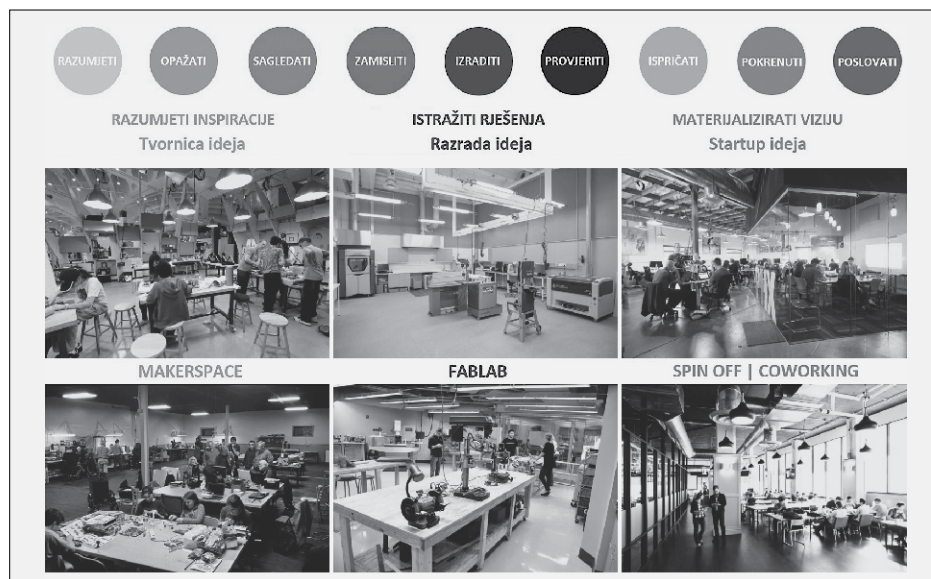 RAZUMJETI OPAŽATI SAGLEDATI ZAMISLITI IZRADITI PROVJERITI ISPRIČATI POKRENUTI POSLOVATI
RAZUMJETI INSPIRACIJE ISTRAŽITI RJEŠENJA MATERIJALIZIRATI VIZIJU
Tvornica ideja Razrada ideja Startup ideja
MAKERSPACE FABLAB SPIN OFF | COWORKING